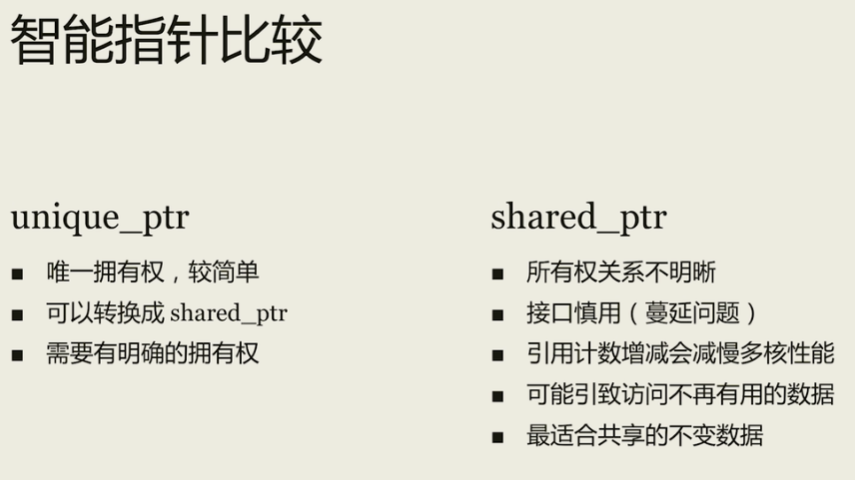 智能指针比较
unique_ptr
■ 唯一拥有权，较简单
■ 可以转换成 shared_ptr
■ 需要有明确的拥有权
shared_ptr
■ 所有权关系不明晰
■ 接口慎用（蔓延问题）
■ 引用计数增减会减慢多核性能
■ 可能引致访问不再有用的数据
■ 最适合共享的不变数据